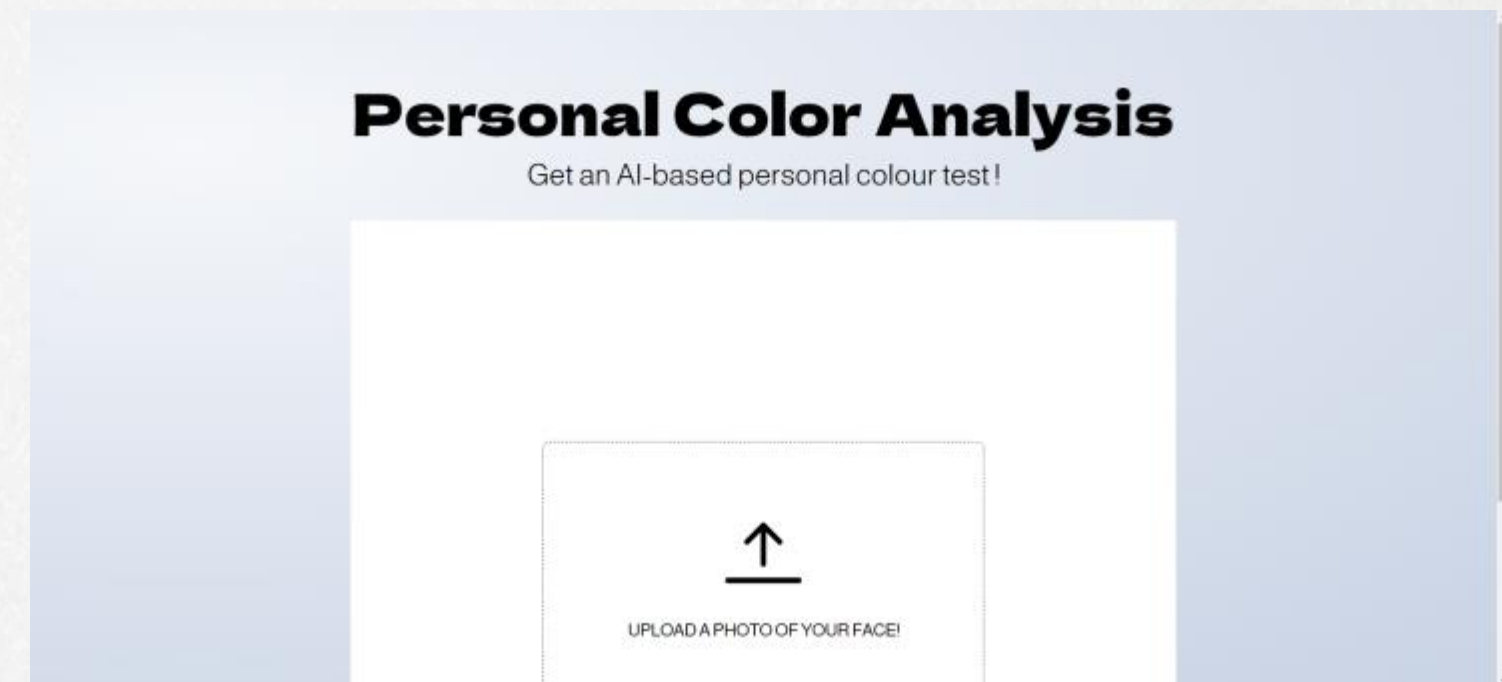 Personal Color Analysis
Get an AI-based personal colour test!
UPLOAD A PHOTO OF YOUR FACE!